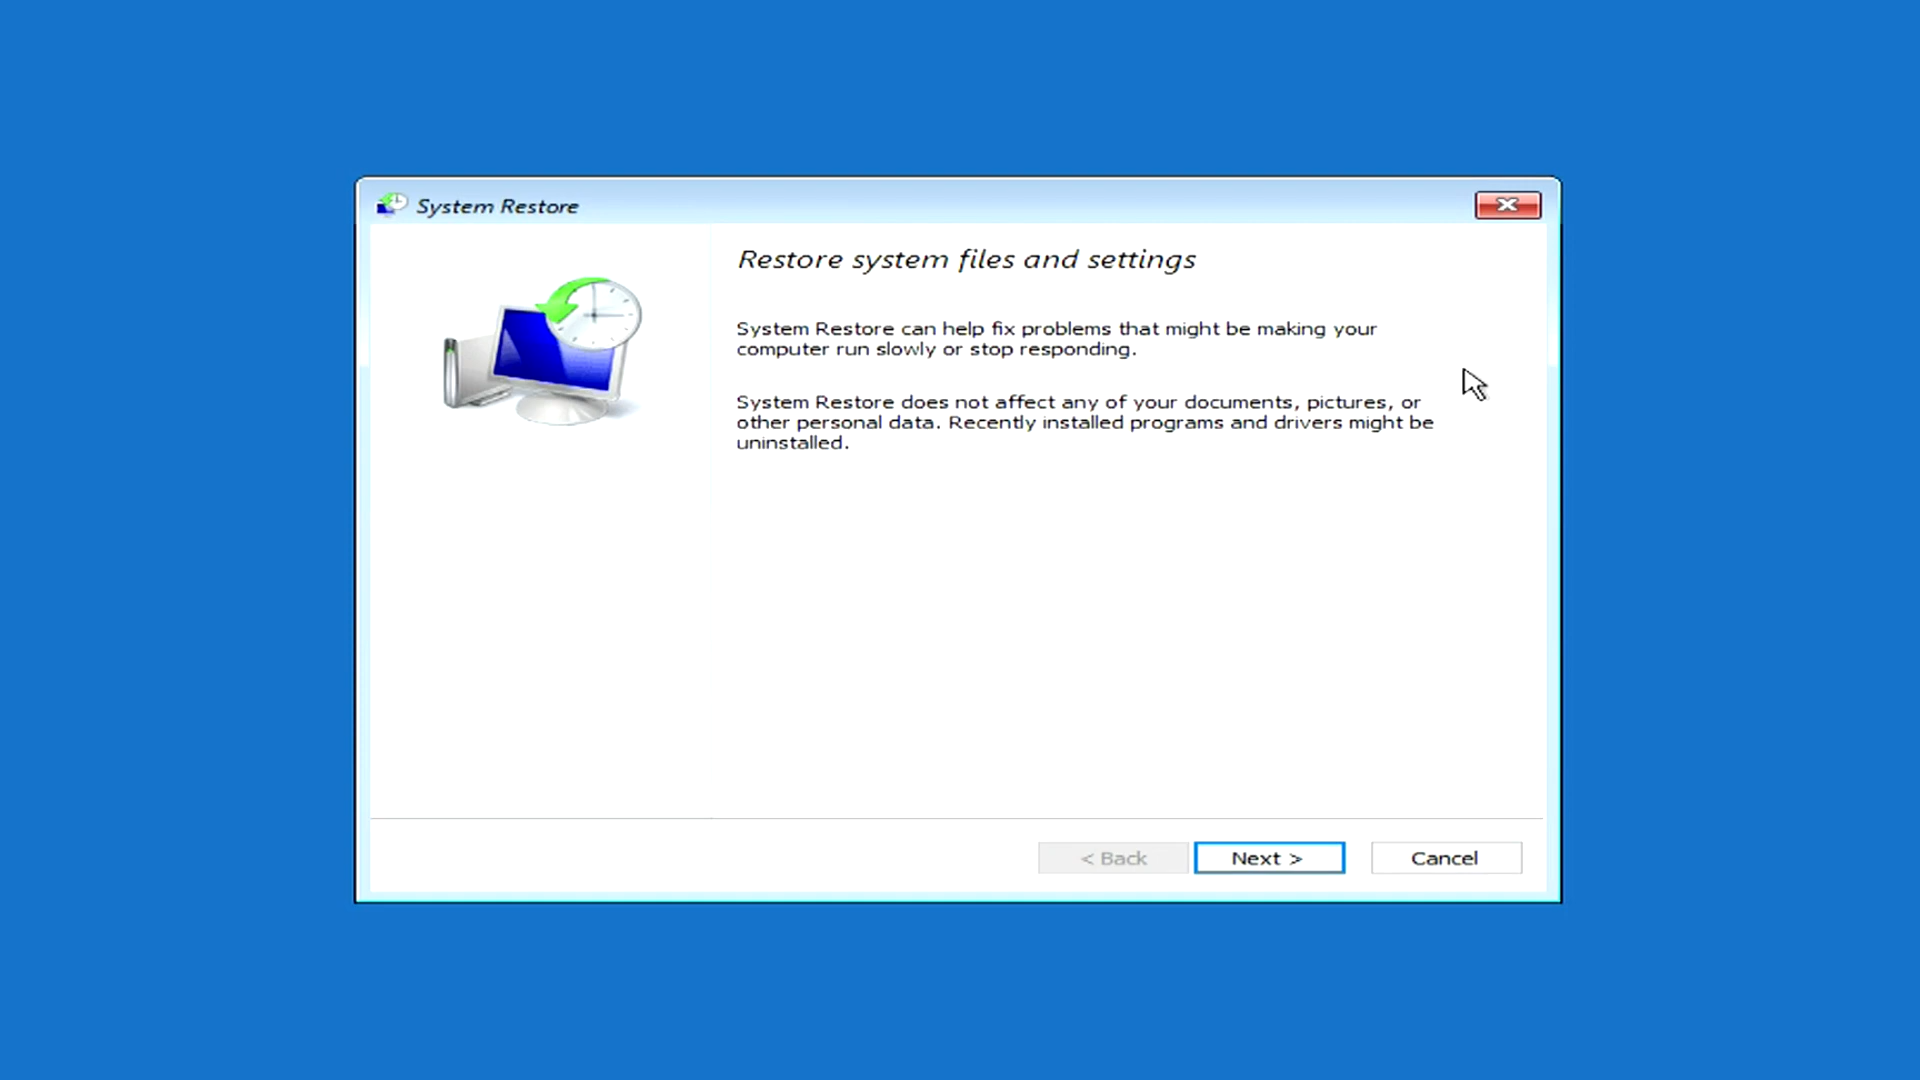 System Restore
Restore system files and settings
System Restore can help fix problems that might be making your
computer run slowly or stop responding.
System Restore does not affect any of your documents, pictures, or
other personal data. Recently installed programs and drivers might be
uninstalled.
< Back
Next >
Cancel